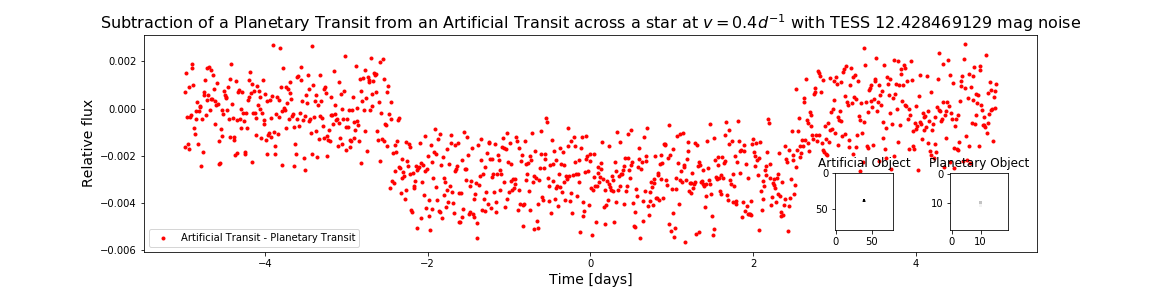 Subtraction of a Planetary Transit from an Artificial Transit across a star at v = 0.4d⁻¹ with TESS 12.428469129 mag noise
Relative flux
0.002
0.000
−0.002
−0.004
−0.006
Artificial Transit - Planetary Transit
Artificial Object
0
50
0 50
Planetary Object
0
10
0 10
−4 −2 0 2 4
Time [days]